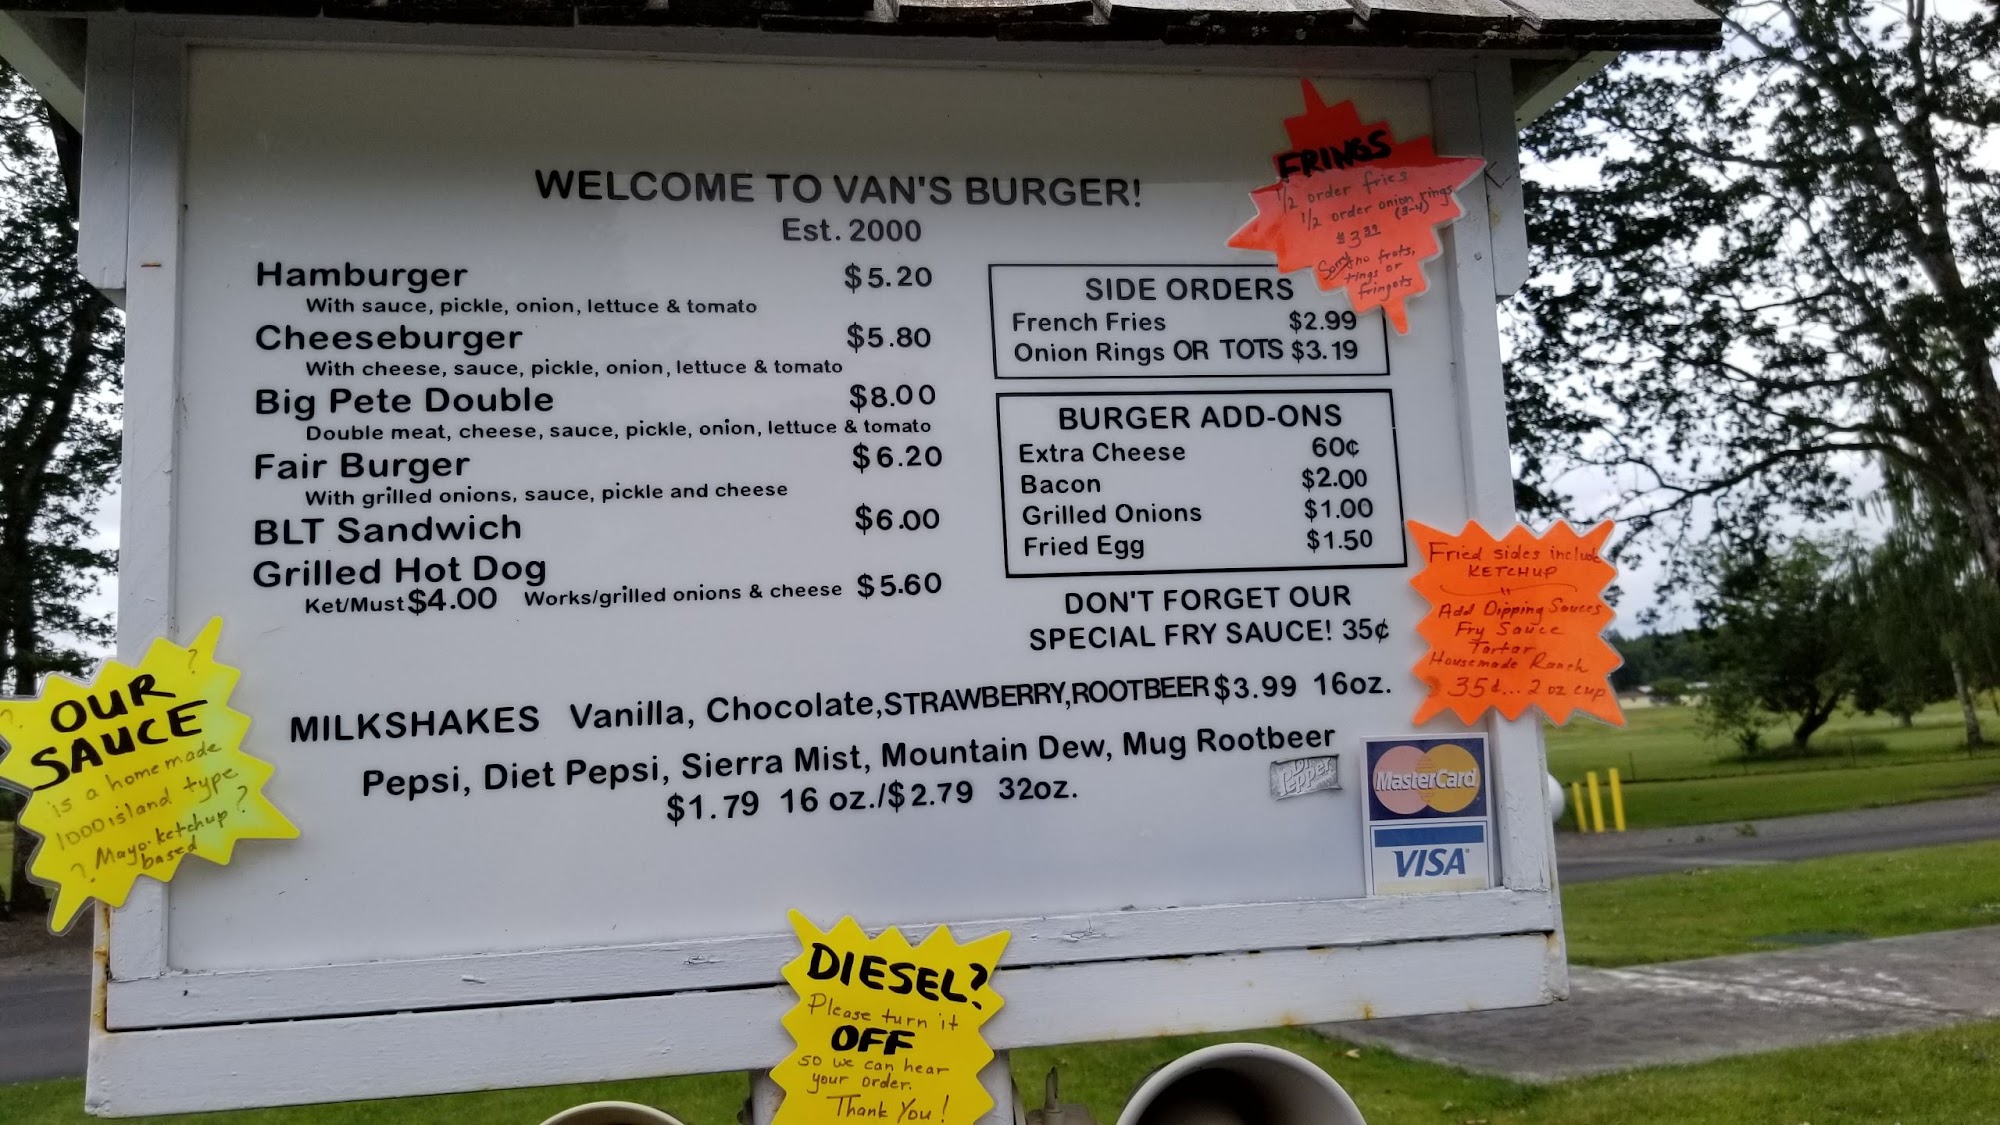 WELCOME TO VAN'S BURGER!
Est. 2000
Hamburger $5.20
With sauce, pickle, onion, lettuce & tomato
Cheeseburger $5.80
With cheese, sauce, pickle, onion, lettuce & tomato
Big Pete Double $8.00
Double meat, cheese, sauce, pickle, onion, lettuce & tomato
Fair Burger $6.20
With grilled onions, sauce, pickle and cheese
BLT Sandwich $6.00
Grilled Hot Dog
Ket/Must $4.00 Works/grilled onions & cheese $5.60
SIDE ORDERS
French Fries $2.99
Onion Rings OR TOTS $3.19
BURGER ADD-ONS
Extra Cheese 60¢
Bacon $2.00
Grilled Onions $1.00
Fried Egg $1.50
DON'T FORGET OUR
SPECIAL FRY SAUCE! 35¢
MILKSHAKES Vanilla, Chocolate, STRAWBERRY, ROOTBEER $3.99 16oz.
Pepsi, Diet Pepsi, Sierra Mist, Mountain Dew, Mug Rootbeer
Dr Pepper
$1.79 16 oz./$2.79 32oz.
MasterCard
VISA
FRINGS
1/2 order fries
1/2 order onion rings
(3-4)
$3.39
Sorry no frots,
tings or
fringots
Fried sides include
KETCHUP
Add Dipping Sauces
Fry Sauce
Tartar
Housemade Ranch
35¢... 2 oz cup
? ?
OUR
SAUCE
is a homemade
1000 island type
? Mayo-ketchup ?
based
DIESEL?
Please turn it
OFF
so we can hear
your order.
Thank You!